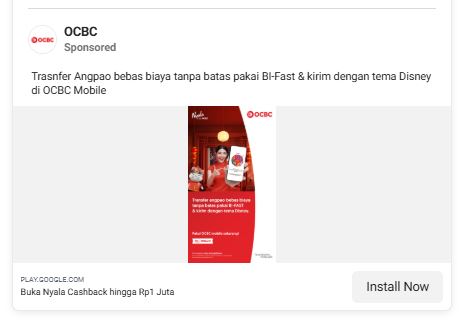 OCBC
OCBC
Sponsored
Trasnfer Angpao bebas biaya tanpa batas pakai BI-Fast & kirim dengan tema Disney
di OCBC Mobile
Nyala
OCBC
Transfer angpao bebas biaya
tanpa batas pakai BI-FAST
& kirim dengan tema Disney.
Pakai OCBC mobile sekarang!
PLAY.GOOGLE.COM
Buka Nyala Cashback hingga Rp1 Juta
Install Now